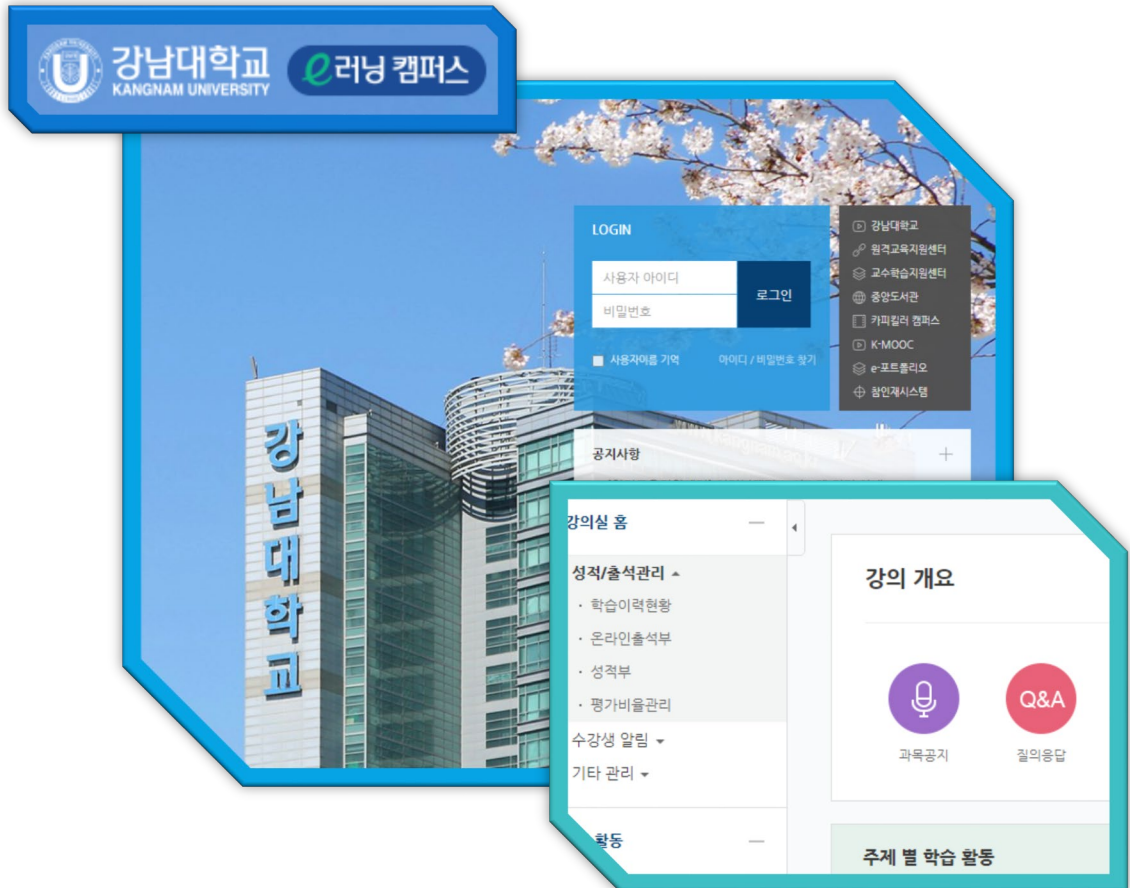 강남대학교
KANGNAM UNIVERSITY
e러닝 캠퍼스
LOGIN
사용자 아이디
비밀번호
로그인
사용자이름 기억
아이디 / 비밀번호 찾기
강남대학교
원격교육지원센터
교수학습지원센터
중앙도서관
카피킬러 캠퍼스
K-MOOC
e-포트폴리오
참인재시스템
공지사항
강남대학교
강의실 홈
성적/출석관리
· 학습이력현황
· 온라인출석부
· 성적부
· 평가비율관리
수강생 알림
기타 관리
활동
강의 개요
Q&A
과목공지
질의응답
주제 별 학습 활동